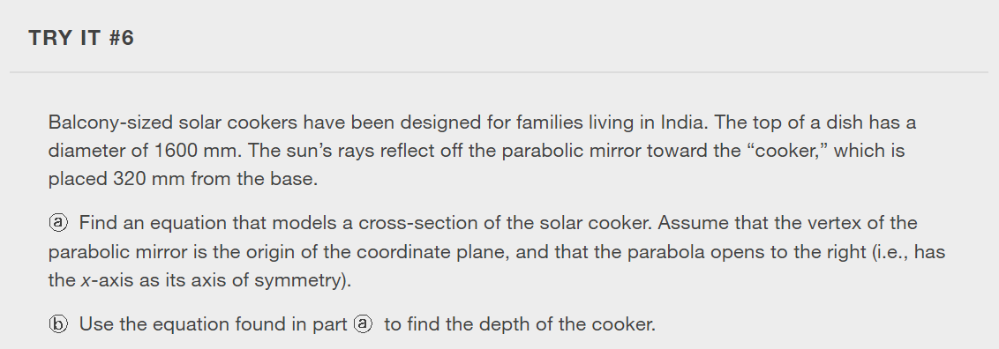 TRY IT #6
Balcony-sized solar cookers have been designed for families living in India. The top of a dish has a
diameter of 1600 mm. The sun’s rays reflect off the parabolic mirror toward the “cooker,” which is
placed 320 mm from the base.
ⓐ Find an equation that models a cross-section of the solar cooker. Assume that the vertex of the
parabolic mirror is the origin of the coordinate plane, and that the parabola opens to the right (i.e., has
the x-axis as its axis of symmetry).
ⓑ Use the equation found in part ⓐ to find the depth of the cooker.